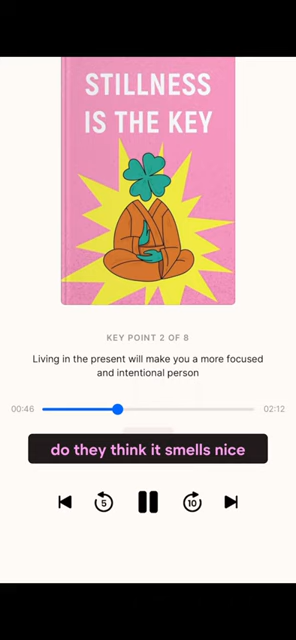 STILLNESS
IS THE KEY
KEY POINT 2 OF 8
Living in the present will make you a more focused
and intentional person
00:46
02:12
do they think it smells nice
5
10